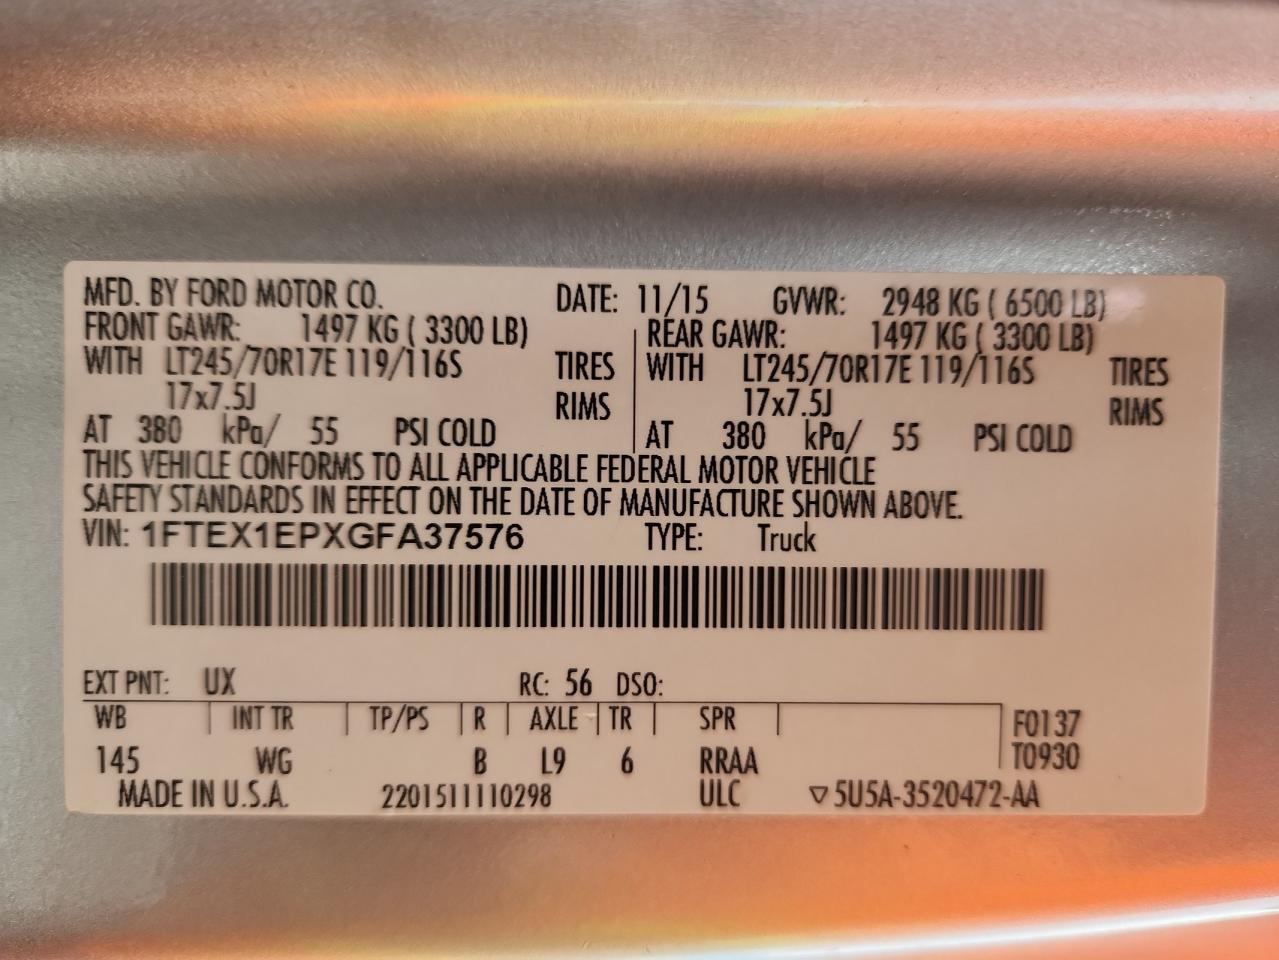 MFD. BY FORD MOTOR CO. DATE: 11/15 GVWR: 2948 KG ( 6500 LB)
FRONT GAWR: 1497 KG ( 3300 LB) REAR GAWR: 1497 KG ( 3300 LB)
WITH LT245/70R17E 119/116S TIRES WITH LT245/70R17E 119/116S TIRES
17x7.5J RIMS 17x7.5J RIMS
AT 380 kPa/ 55 PSI COLD AT 380 kPa/ 55 PSI COLD
THIS VEHICLE CONFORMS TO ALL APPLICABLE FEDERAL MOTOR VEHICLE
SAFETY STANDARDS IN EFFECT ON THE DATE OF MANUFACTURE SHOWN ABOVE.
VIN: 1FTEX1EPXGFA37576 TYPE: Truck
EXT PNT: UX RC: 56 DSO:
WB INT TR TP/PS R AXLE TR SPR F0137
145 WG B L9 6 RRAA T0930
MADE IN U.S.A. 2201511110298 ULC ▽5U5A-3520472-AA